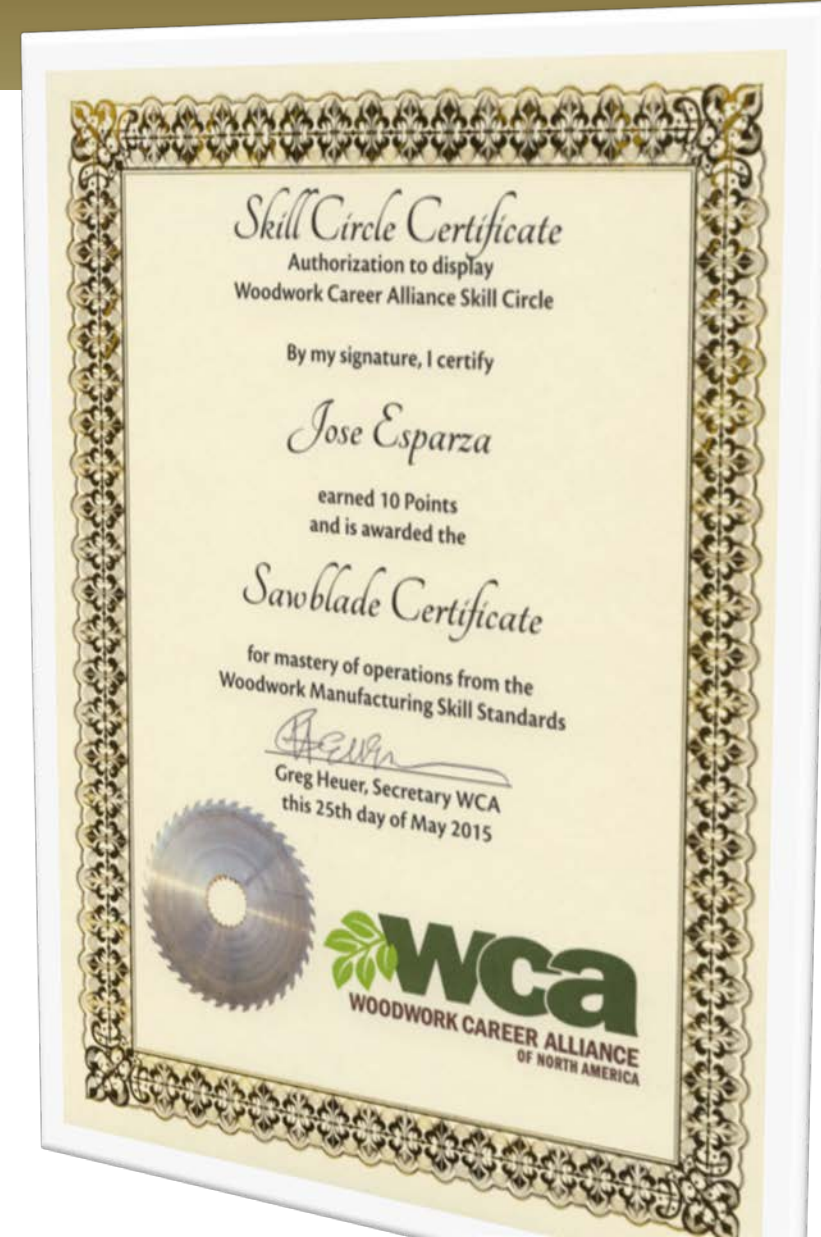 Skill Circle Certificate
Authorization to display
Woodwork Career Alliance Skill Circle
By my signature, I certify
Jose Esparza
earned 10 Points
and is awarded the
Sawblade Certificate
for mastery of operations from the
Woodwork Manufacturing Skill Standards
Greg Heuer, Secretary WCA
this 25th day of May 2015
wca
WOODWORK CAREER ALLIANCE
OF NORTH AMERICA